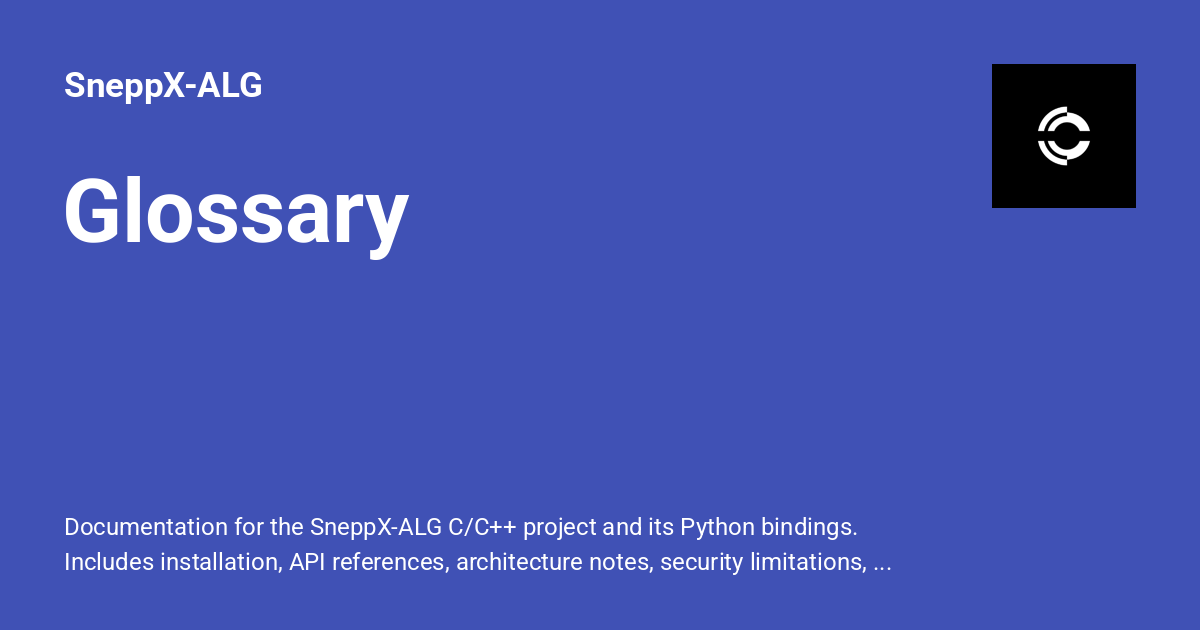 SneppX-ALG
Glossary
Documentation for the SneppX-ALG C/C++ project and its Python bindings.
Includes installation, API references, architecture notes, security limitations, ...